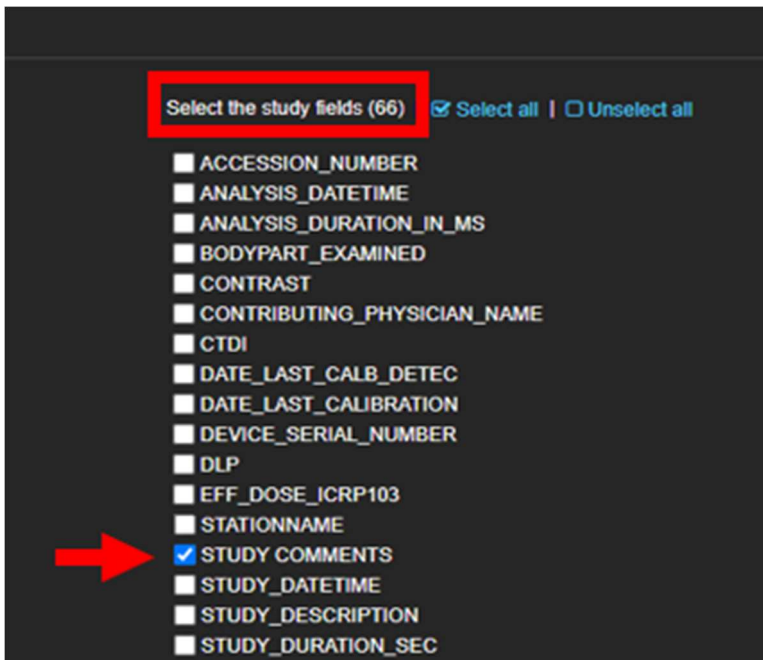 Select the study fields (66) Select all | Unselect all
ACCESSION_NUMBER
ANALYSIS_DATETIME
ANALYSIS_DURATION_IN_MS
BODYPART_EXAMINED
CONTRAST
CONTRIBUTING_PHYSICIAN_NAME
CTDI
DATE_LAST_CALB_DETEC
DATE_LAST_CALIBRATION
DEVICE_SERIAL_NUMBER
DLP
EFF_DOSE_ICRP103
STATIONNAME
STUDY COMMENTS
STUDY_DATETIME
STUDY_DESCRIPTION
STUDY_DURATION_SEC